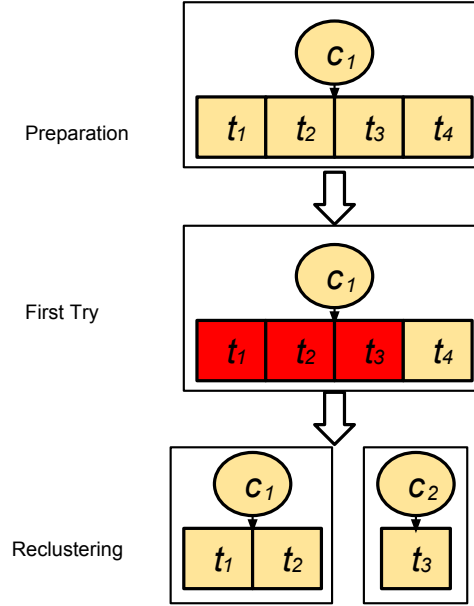 c1
Preparation t1 t2 t3 t4
c1
First Try t1 t2 t3 t4
c1 c2
Reclustering t1 t2 t3